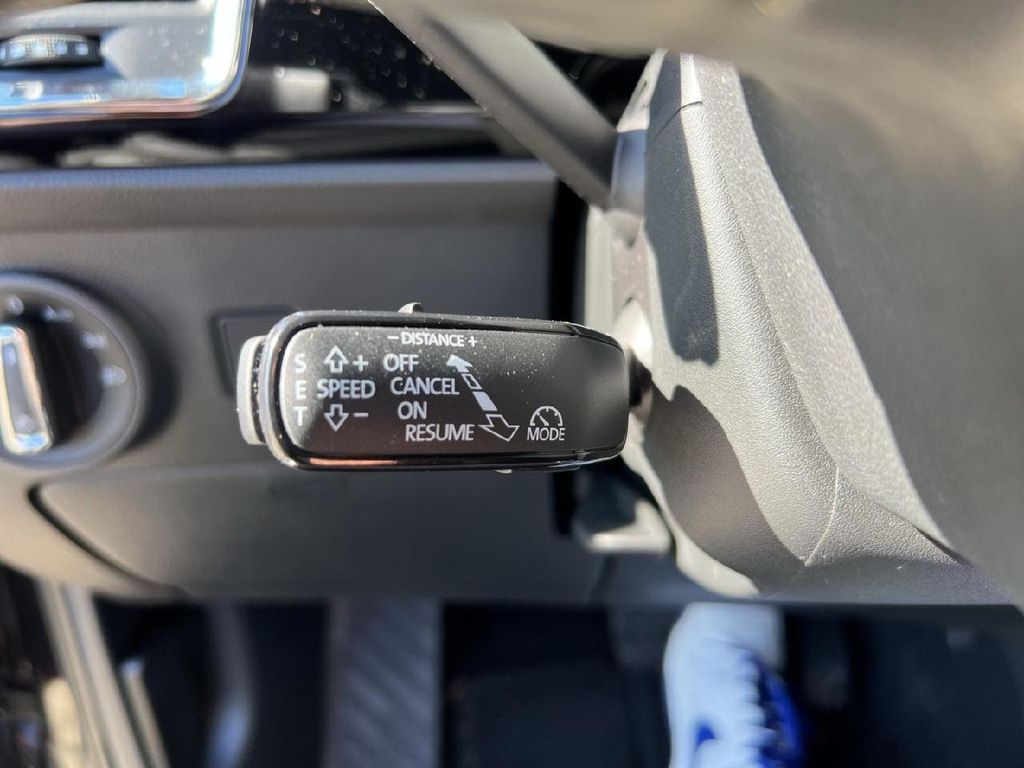 − DISTANCE +
S + OFF
E SPEED CANCEL
T − ON
RESUME
MODE